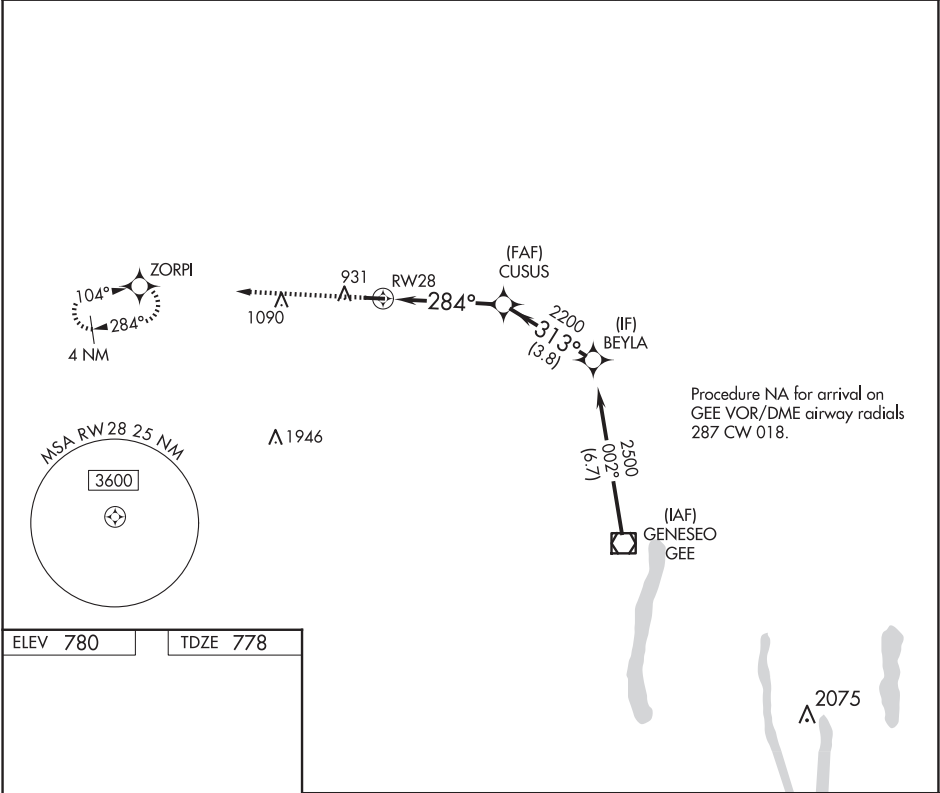 (FAF)
CUSUS
ZORPI
931
RW28
104°
284°
1090
284°
4 NM
2200
313°
(3.8)
(IF)
BEYLA
Procedure NA for arrival on
GEE VOR/DME airway radials
287 CW 018.
MSA RW 28 25 NM
3600
1946
2500
002°
(6.7)
(IAF)
GENESEO
GEE
ELEV 780
TDZE 778
2075